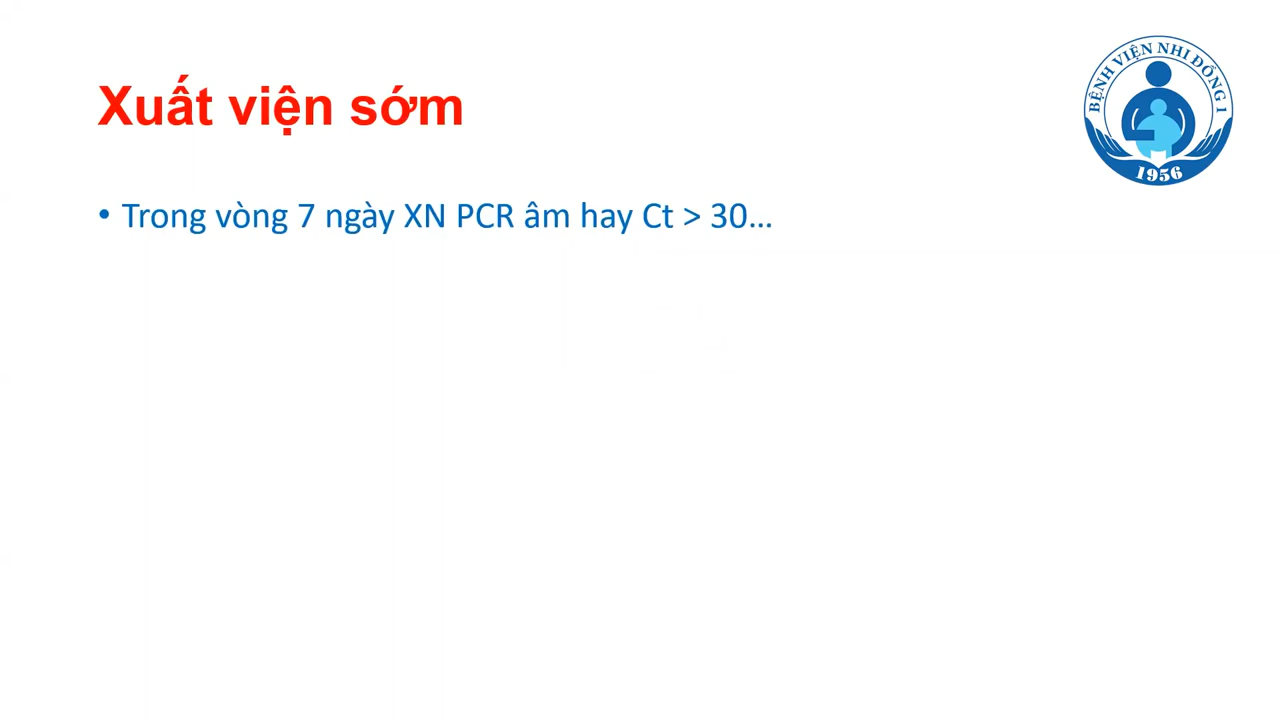 Xuất viện sớm
BỆNH VIỆN NHI ĐỒNG 1
1956
• Trong vòng 7 ngày XN PCR âm hay Ct > 30...